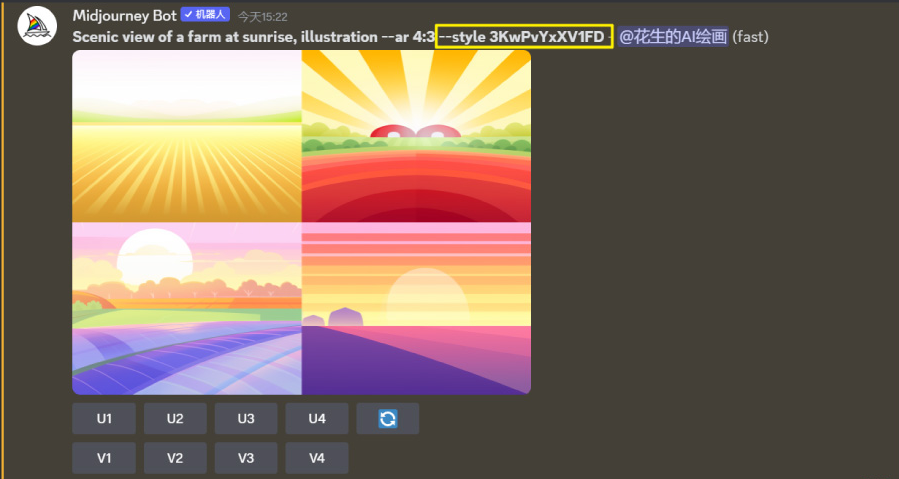 Midjourney Bot ✓ 机器人 今天15:22
Scenic view of a farm at sunrise, illustration --ar 4:3 --style 3KwPvYxXV1FD - @花生的AI绘画 (fast)
U1 U2 U3 U4
V1 V2 V3 V4